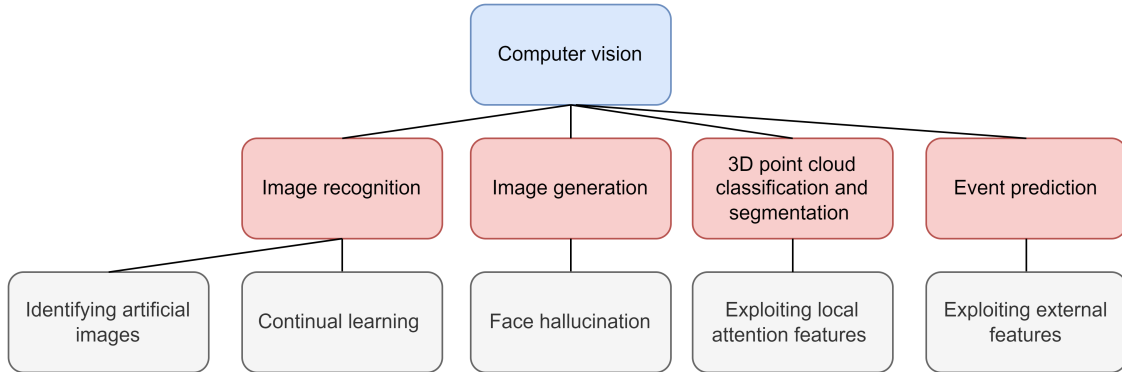 Computer vision
Image recognition
Image generation
3D point cloud
classification and
segmentation
Event prediction
Identifying artificial
images
Continual learning
Face hallucination
Exploiting local
attention features
Exploiting external
features